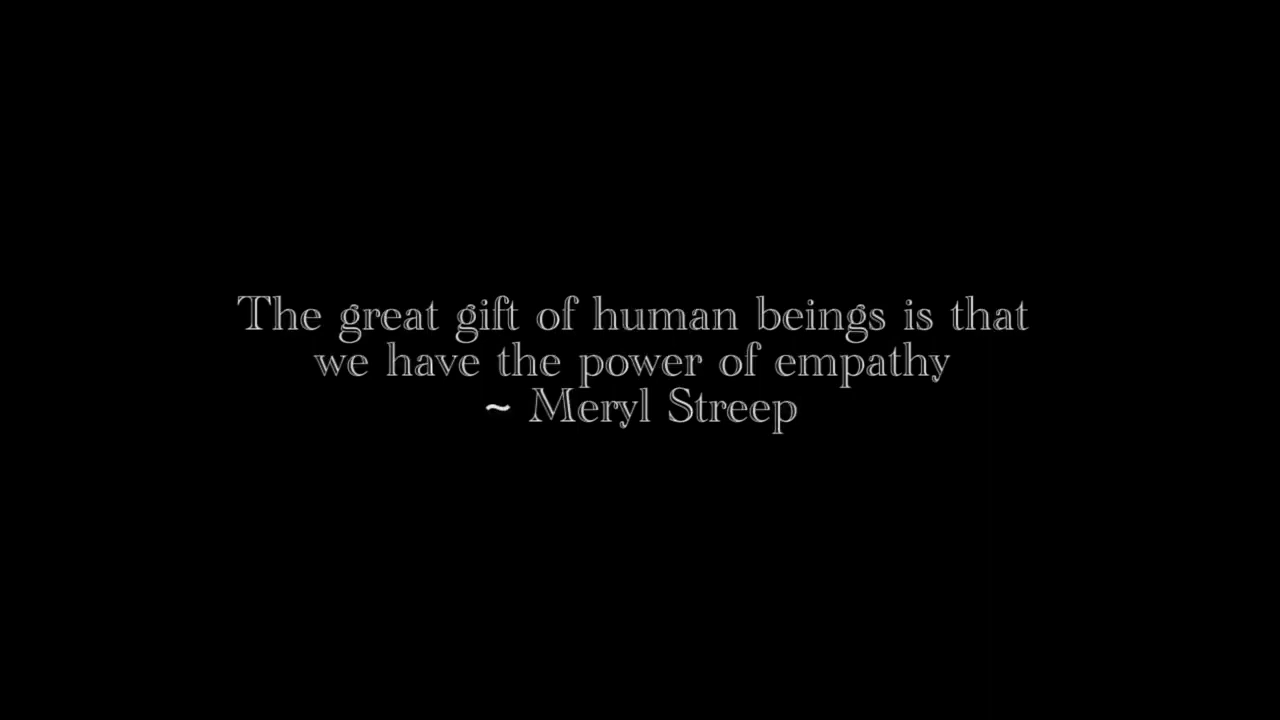 The great gift of human beings is that
we have the power of empathy
~ Meryl Streep